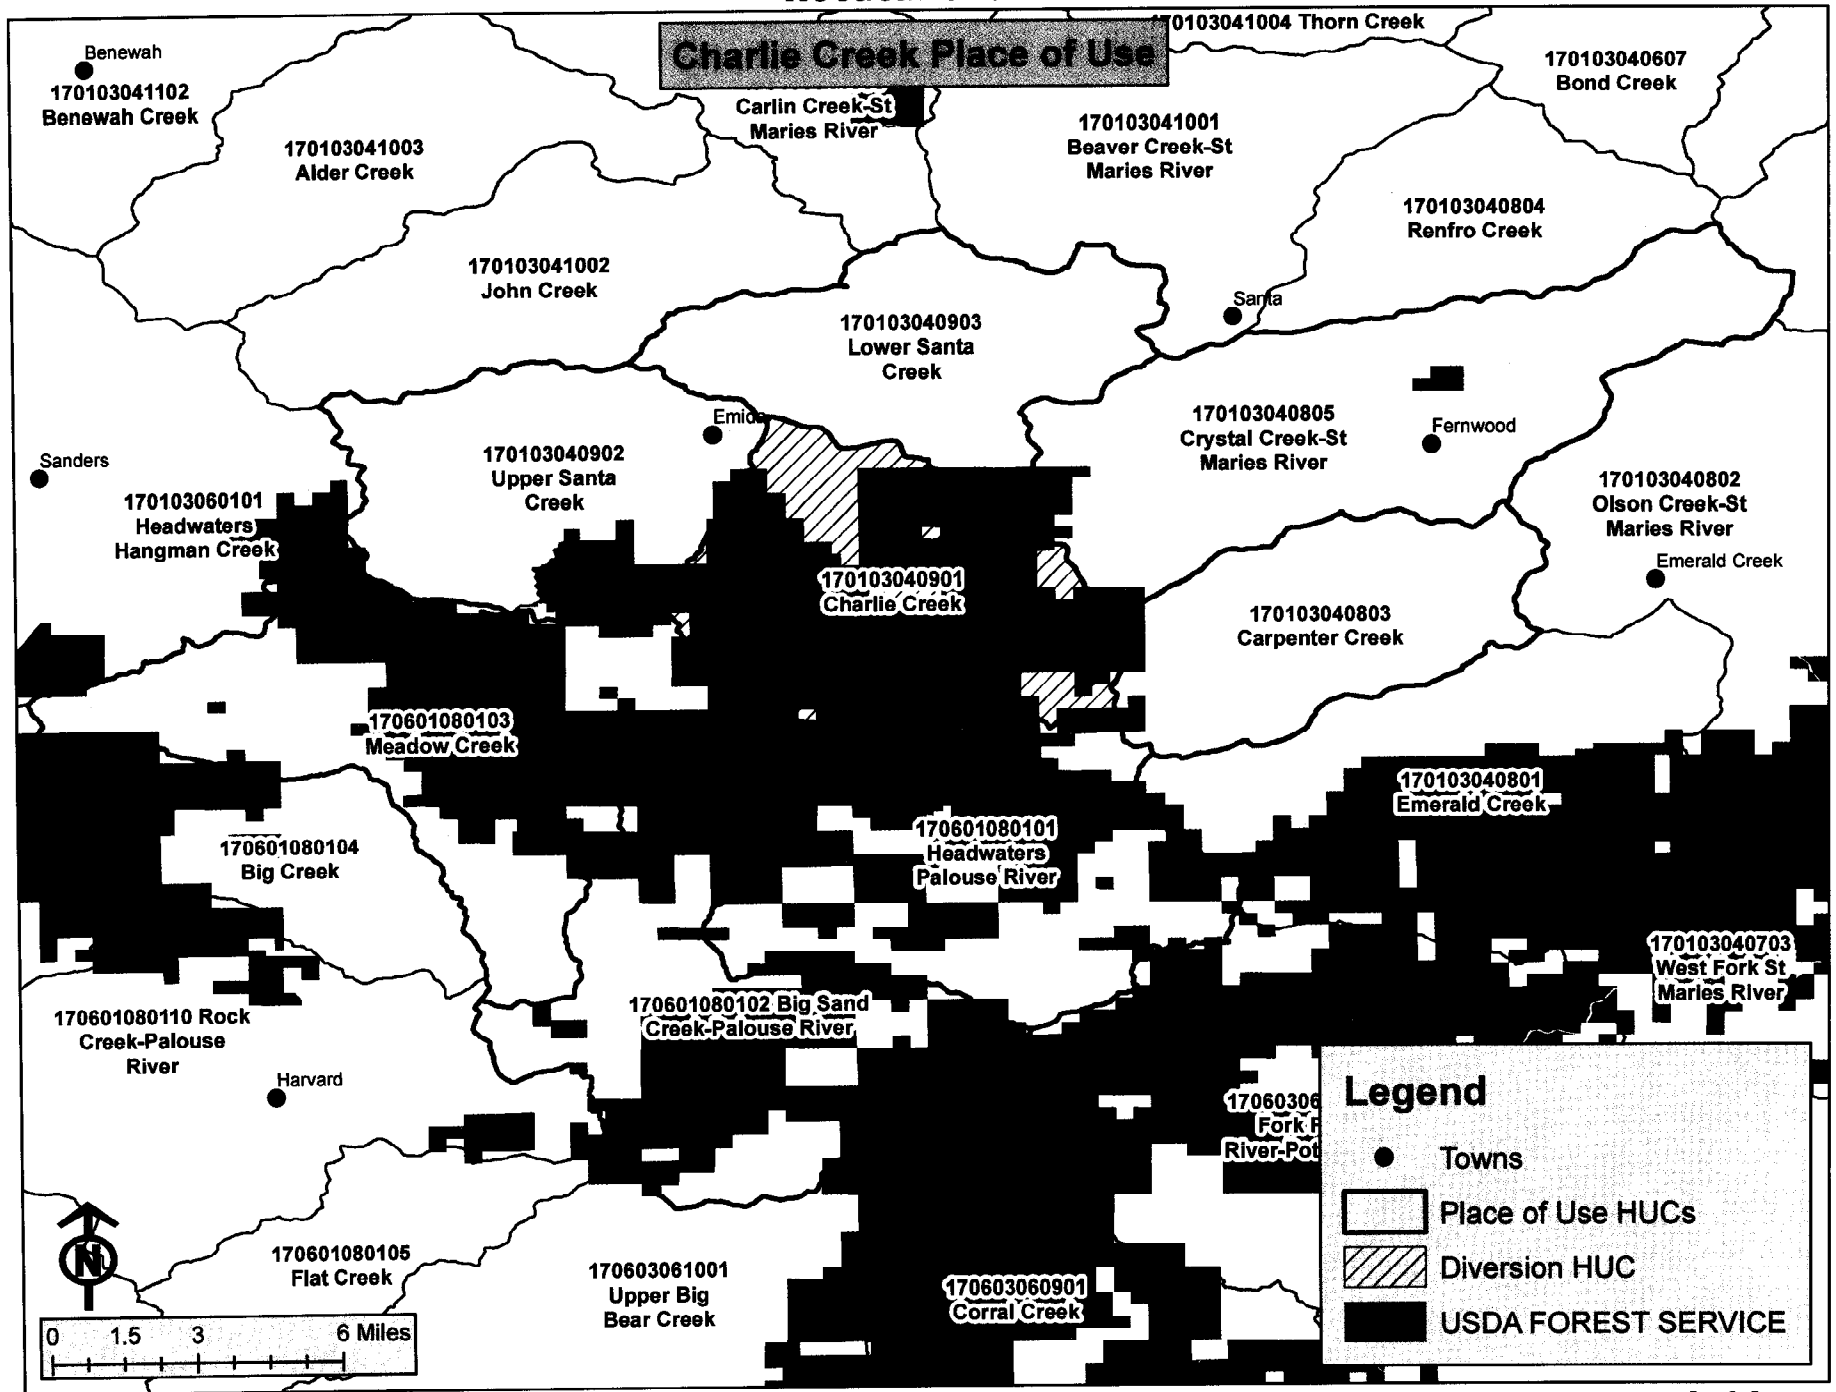 170103041004 Thorn Creek
Charlie Creek Place of Use
Benewah
170103041102
Benewah Creek
170103040607
Bond Creek
Carlin Creek-St
Maries River
170103041001
Beaver Creek-St
Maries River
170103041003
Alder Creek
170103040804
Renfro Creek
170103041002
John Creek
Santa
170103040903
Lower Santa
Creek
Emida
170103040805
Crystal Creek-St
Maries River
Fernwood
Sanders
170103040902
Upper Santa
Creek
170103060101
Headwaters
Hangman Creek
170103040802
Olson Creek-St
Maries River
Emerald Creek
170103040901
Charlie Creek
170103040803
Carpenter Creek
170601080103
Meadow Creek
170103040801
Emerald Creek
170601080104
Big Creek
170601080101
Headwaters
Palouse River
170103040703
West Fork St
Maries River
170601080110 Rock
Creek-Palouse
River
170601080102 Big Sand
Creek-Palouse River
Harvard
17060306
Fork
River-Pot
170601080105
Flat Creek
170603061001
Upper Big
Bear Creek
170603060901
Corral Creek
N
0 1.5 3 6 Miles
Legend
Towns
Place of Use HUCs
Diversion HUC
USDA FOREST SERVICE